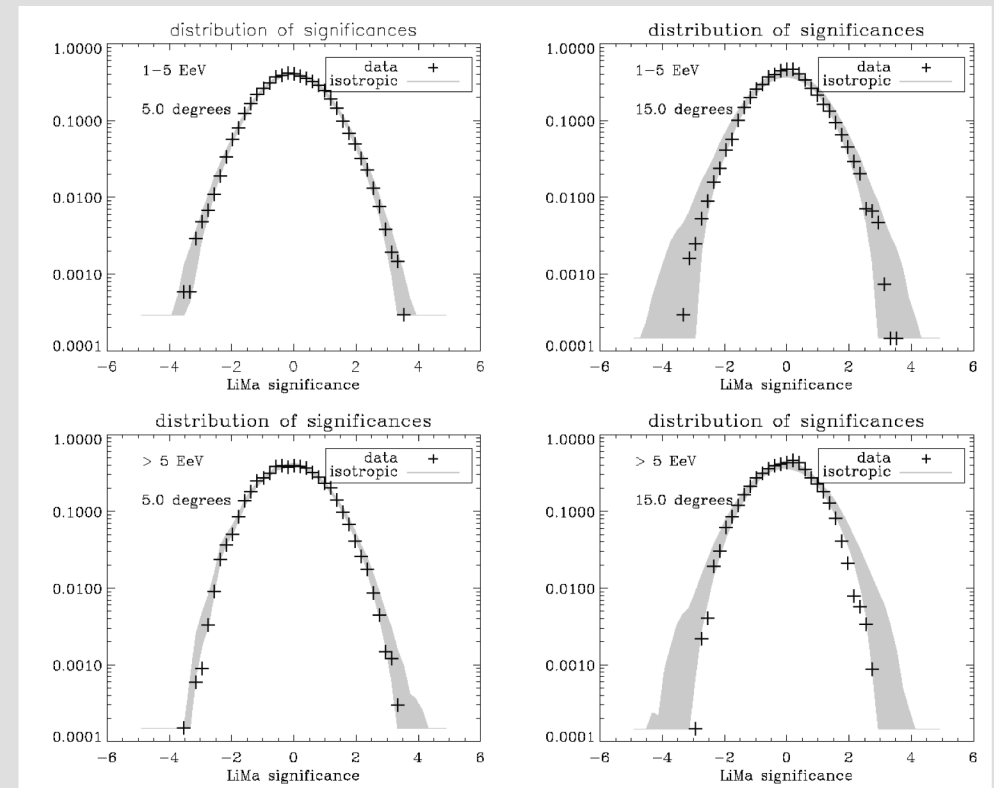 distribution of significances
1.0000
0.1000
0.0100
0.0010
0.0001
1−5 EeV
5.0 degrees
data
isotropic
−6 −4 −2 0 2 4 6
LiMa significance
distribution of significances
1.0000
0.1000
0.0100
0.0010
0.0001
1−5 EeV
15.0 degrees
data
isotropic
−6 −4 −2 0 2 4 6
LiMa significance
distribution of significances
1.0000
0.1000
0.0100
0.0010
0.0001
> 5 EeV
5.0 degrees
data
isotropic
−6 −4 −2 0 2 4 6
LiMa significance
distribution of significances
1.0000
0.1000
0.0100
0.0010
0.0001
> 5 EeV
15.0 degrees
data
isotropic
−6 −4 −2 0 2 4 6
LiMa significance